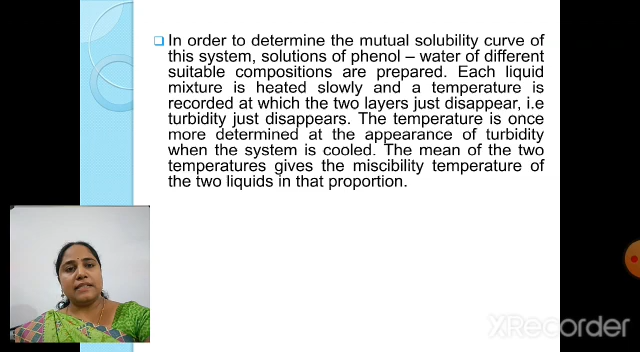 In order to determine the mutual solubility curve of
this system, solutions of phenol – water of different
suitable compositions are prepared. Each liquid
mixture is heated slowly and a temperature is
recorded at which the two layers just disappear, i.e
turbidity just disappears. The temperature is once
more determined at the appearance of turbidity
when the system is cooled. The mean of the two
temperatures gives the miscibility temperature of
the two liquids in that proportion.
XRecorder